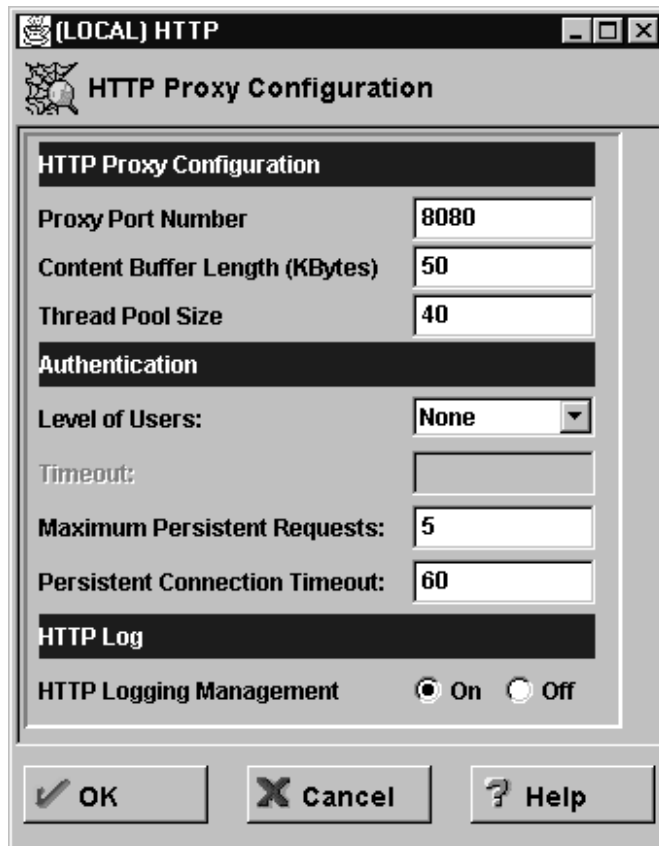 (LOCAL) HTTP
HTTP Proxy Configuration
HTTP Proxy Configuration
Proxy Port Number 8080
Content Buffer Length (KBytes) 50
Thread Pool Size 40
Authentication
Level of Users: None
Timeout:
Maximum Persistent Requests: 5
Persistent Connection Timeout: 60
HTTP Log
HTTP Logging Management On Off
OK Cancel Help